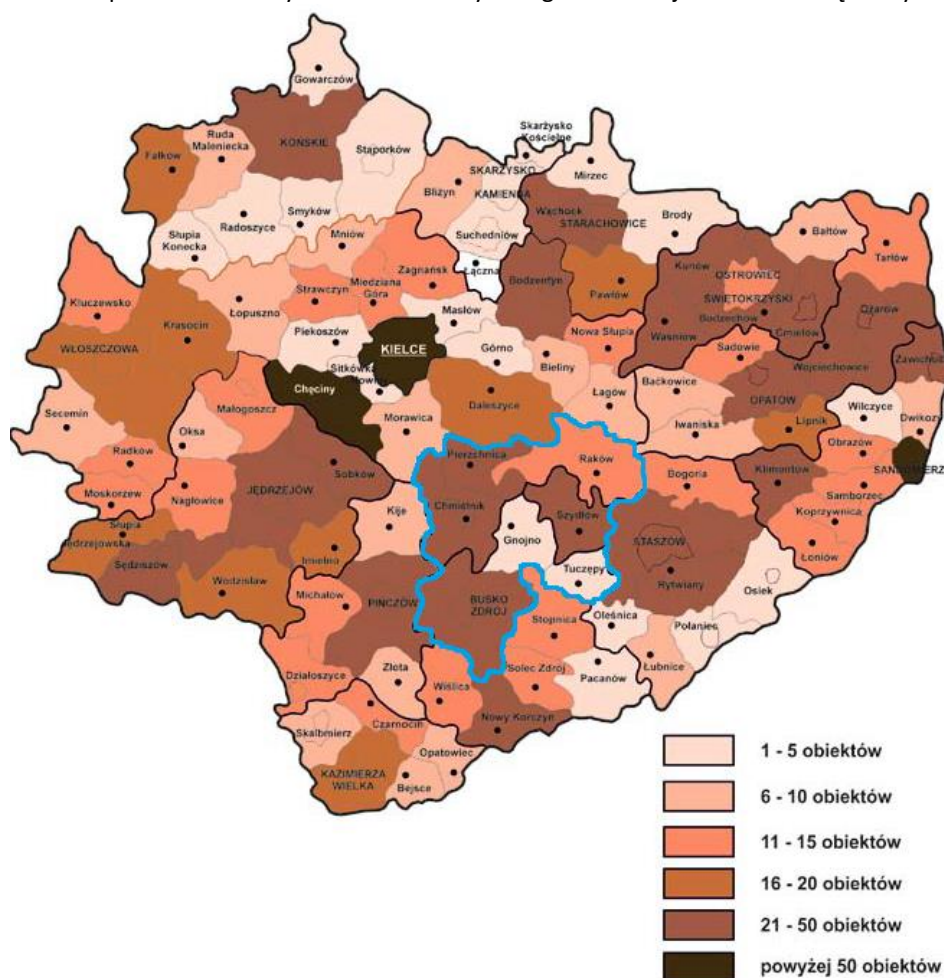 Gowarczów
Ruda
Maleniecka
KOŃSKIE
Stąporków
Fałków
Skarżysko
Kościelne
SKARŻYSKO
KAMIENNA
Mirzec
Bliżyn
Smyków
Radoszyce
Słupia
Konecka
Wąchock
STARACHOWICE
Brody
Suchedniów
Mniów
Łączna
Bałtów
Tarłów
Kluczewsko
Krasocin
Łopuszno
Strawczyn
Miedziana
Góra
Zagnańsk
Bodzentyn
Pawłów
Kunów
OSTROWIEC
ŚWIĘTOKRZYSKI
Bodzechów
Ćmielów
Ożarów
WŁOSZCZOWA
Piekoszów
Masłów
KIELCE
Górno
Nowa Słupia
Waśniów
Sadowie
Wojciechowice
Zawichost
Sitkówka
Chęciny
Bieliny
Małogoszcz
Morawica
Daleszyce
Łagów
Baćkowice
OPATÓW
Lipnik
Wilczyce
Dwikozy
Secemin
Oksa
Iwaniska
Obrazów
SANDOMIERZ
Radków
Sobków
Pierzchnica
Raków
Bogoria
Klimontów
Samborzec
Moskorzew
Nagłowice
JĘDRZEJÓW
Kije
Chmielnik
Szydłów
Koprzywnica
Słupia
Jędrzejowska
Imielno
Gnojno
STASZÓW
Łoniów
Sędziszów
Wodzisław
Tuczępy
Rytwiany
Osiek
Michałów
PIŃCZÓW
BUSKO
ZDRÓJ
Stopnica
Oleśnica
Połaniec
Działoszyce
Złota
Wiślica
Solec Zdrój
Pacanów
Łubnice
Skalbmierz
Czarnocin
Nowy Korczyn
Opatowiec
KAZIMIERZA
WIELKA
Bejsce
1 - 5 obiektów
6 - 10 obiektów
11 - 15 obiektów
16 - 20 obiektów
21 - 50 obiektów
powyżej 50 obiektów